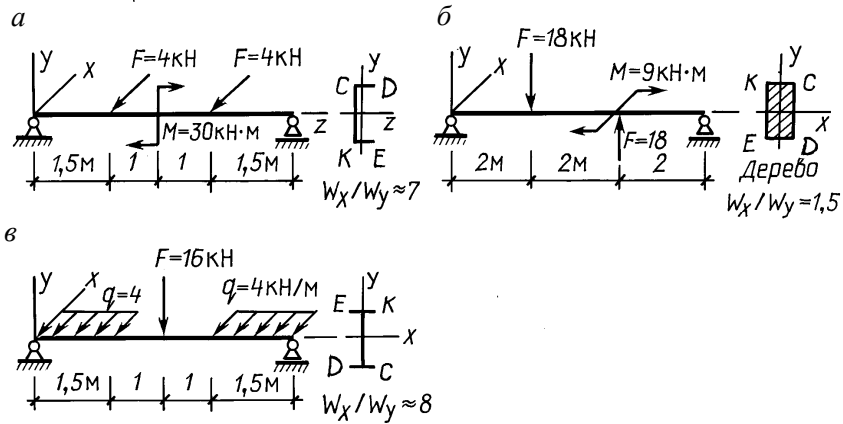 а
y
x
F=4кН
F=4кН
M=30кН·м
z
1,5м
1
1
1,5м
y
C
D
z
K
E
Wx/Wy≈7
б
F=18кН
y
x
M=9кН·м
F=18
2м
2м
2
y
K
C
x
E
D
Дерево
Wx/Wy=1,5
в
F=16кН
y
x
q=4
q=4кН/м
1,5м
1
1
1,5м
y
E
K
x
D
C
Wx/Wy≈8